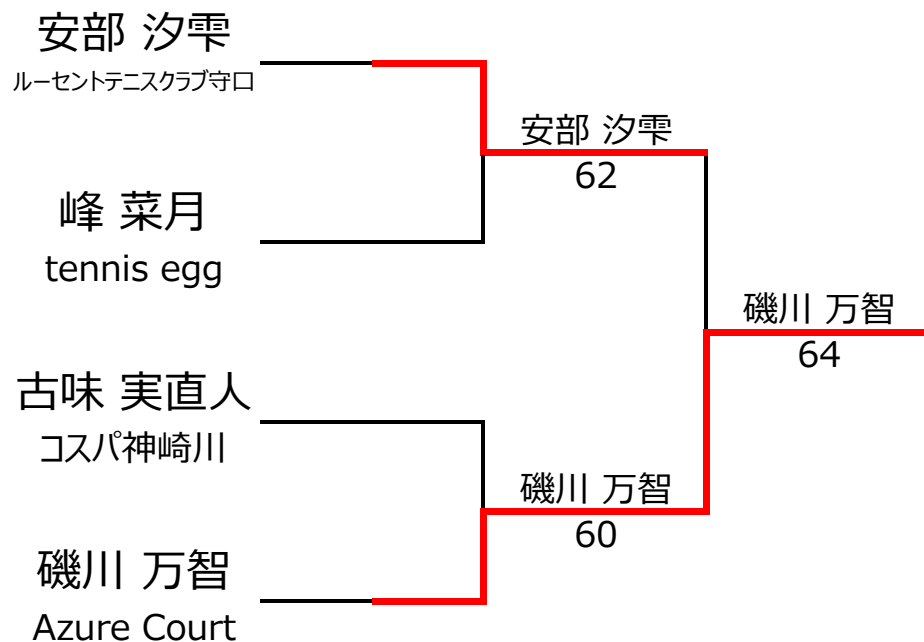 安部 汐雫
ルーセントテニスクラブ守口
安部 汐雫
62
峰 菜月
tennis egg
磯川 万智
64
古味 実直人
コスパ神崎川
磯川 万智
60
磯川 万智
Azure Court